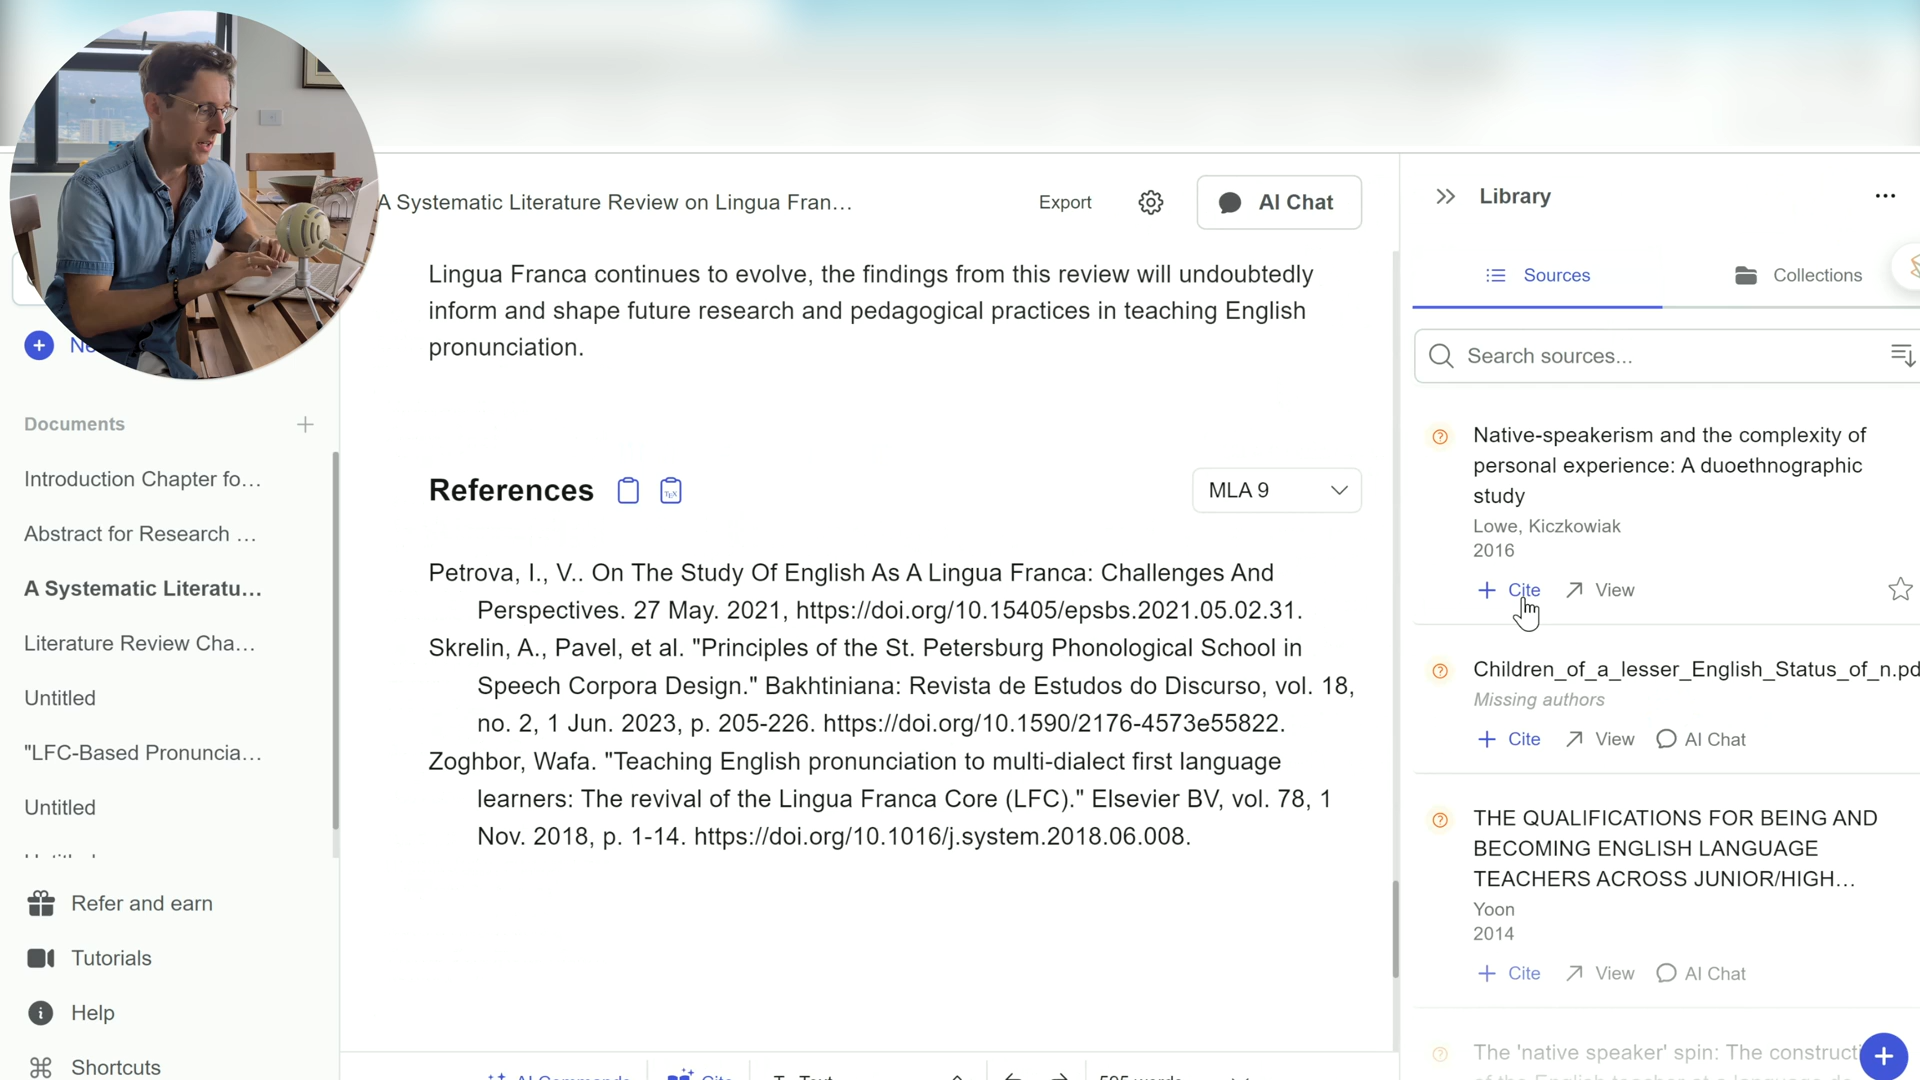 A Systematic Literature Review on Lingua Fran...
Export
AI Chat
Library
Sources
Collections
Search sources...
Lingua Franca continues to evolve, the findings from this review will undoubtedly
inform and shape future research and pedagogical practices in teaching English
pronunciation.
References
MLA 9
Petrova, I., V.. On The Study Of English As A Lingua Franca: Challenges And
Perspectives. 27 May. 2021, https://doi.org/10.15405/epsbs.2021.05.02.31.
Skrelin, A., Pavel, et al. "Principles of the St. Petersburg Phonological School in
Speech Corpora Design." Bakhtiniana: Revista de Estudos do Discurso, vol. 18,
no. 2, 1 Jun. 2023, p. 205-226. https://doi.org/10.1590/2176-4573e55822.
Zoghbor, Wafa. "Teaching English pronunciation to multi-dialect first language
learners: The revival of the Lingua Franca Core (LFC)." Elsevier BV, vol. 78, 1
Nov. 2018, p. 1-14. https://doi.org/10.1016/j.system.2018.06.008.
Documents
Introduction Chapter fo...
Abstract for Research ...
A Systematic Literatu...
Literature Review Cha...
Untitled
"LFC-Based Pronuncia...
Untitled
Refer and earn
Tutorials
Help
Shortcuts
Native-speakerism and the complexity of
personal experience: A duoethnographic
study
Lowe, Kiczkowiak
2016
Cite View
Children_of_a_lesser_English_Status_of_n.pd
Missing authors
Cite View AI Chat
THE QUALIFICATIONS FOR BEING AND
BECOMING ENGLISH LANGUAGE
TEACHERS ACROSS JUNIOR/HIGH...
Yoon
2014
Cite View AI Chat
The 'native speaker' spin: The constructi